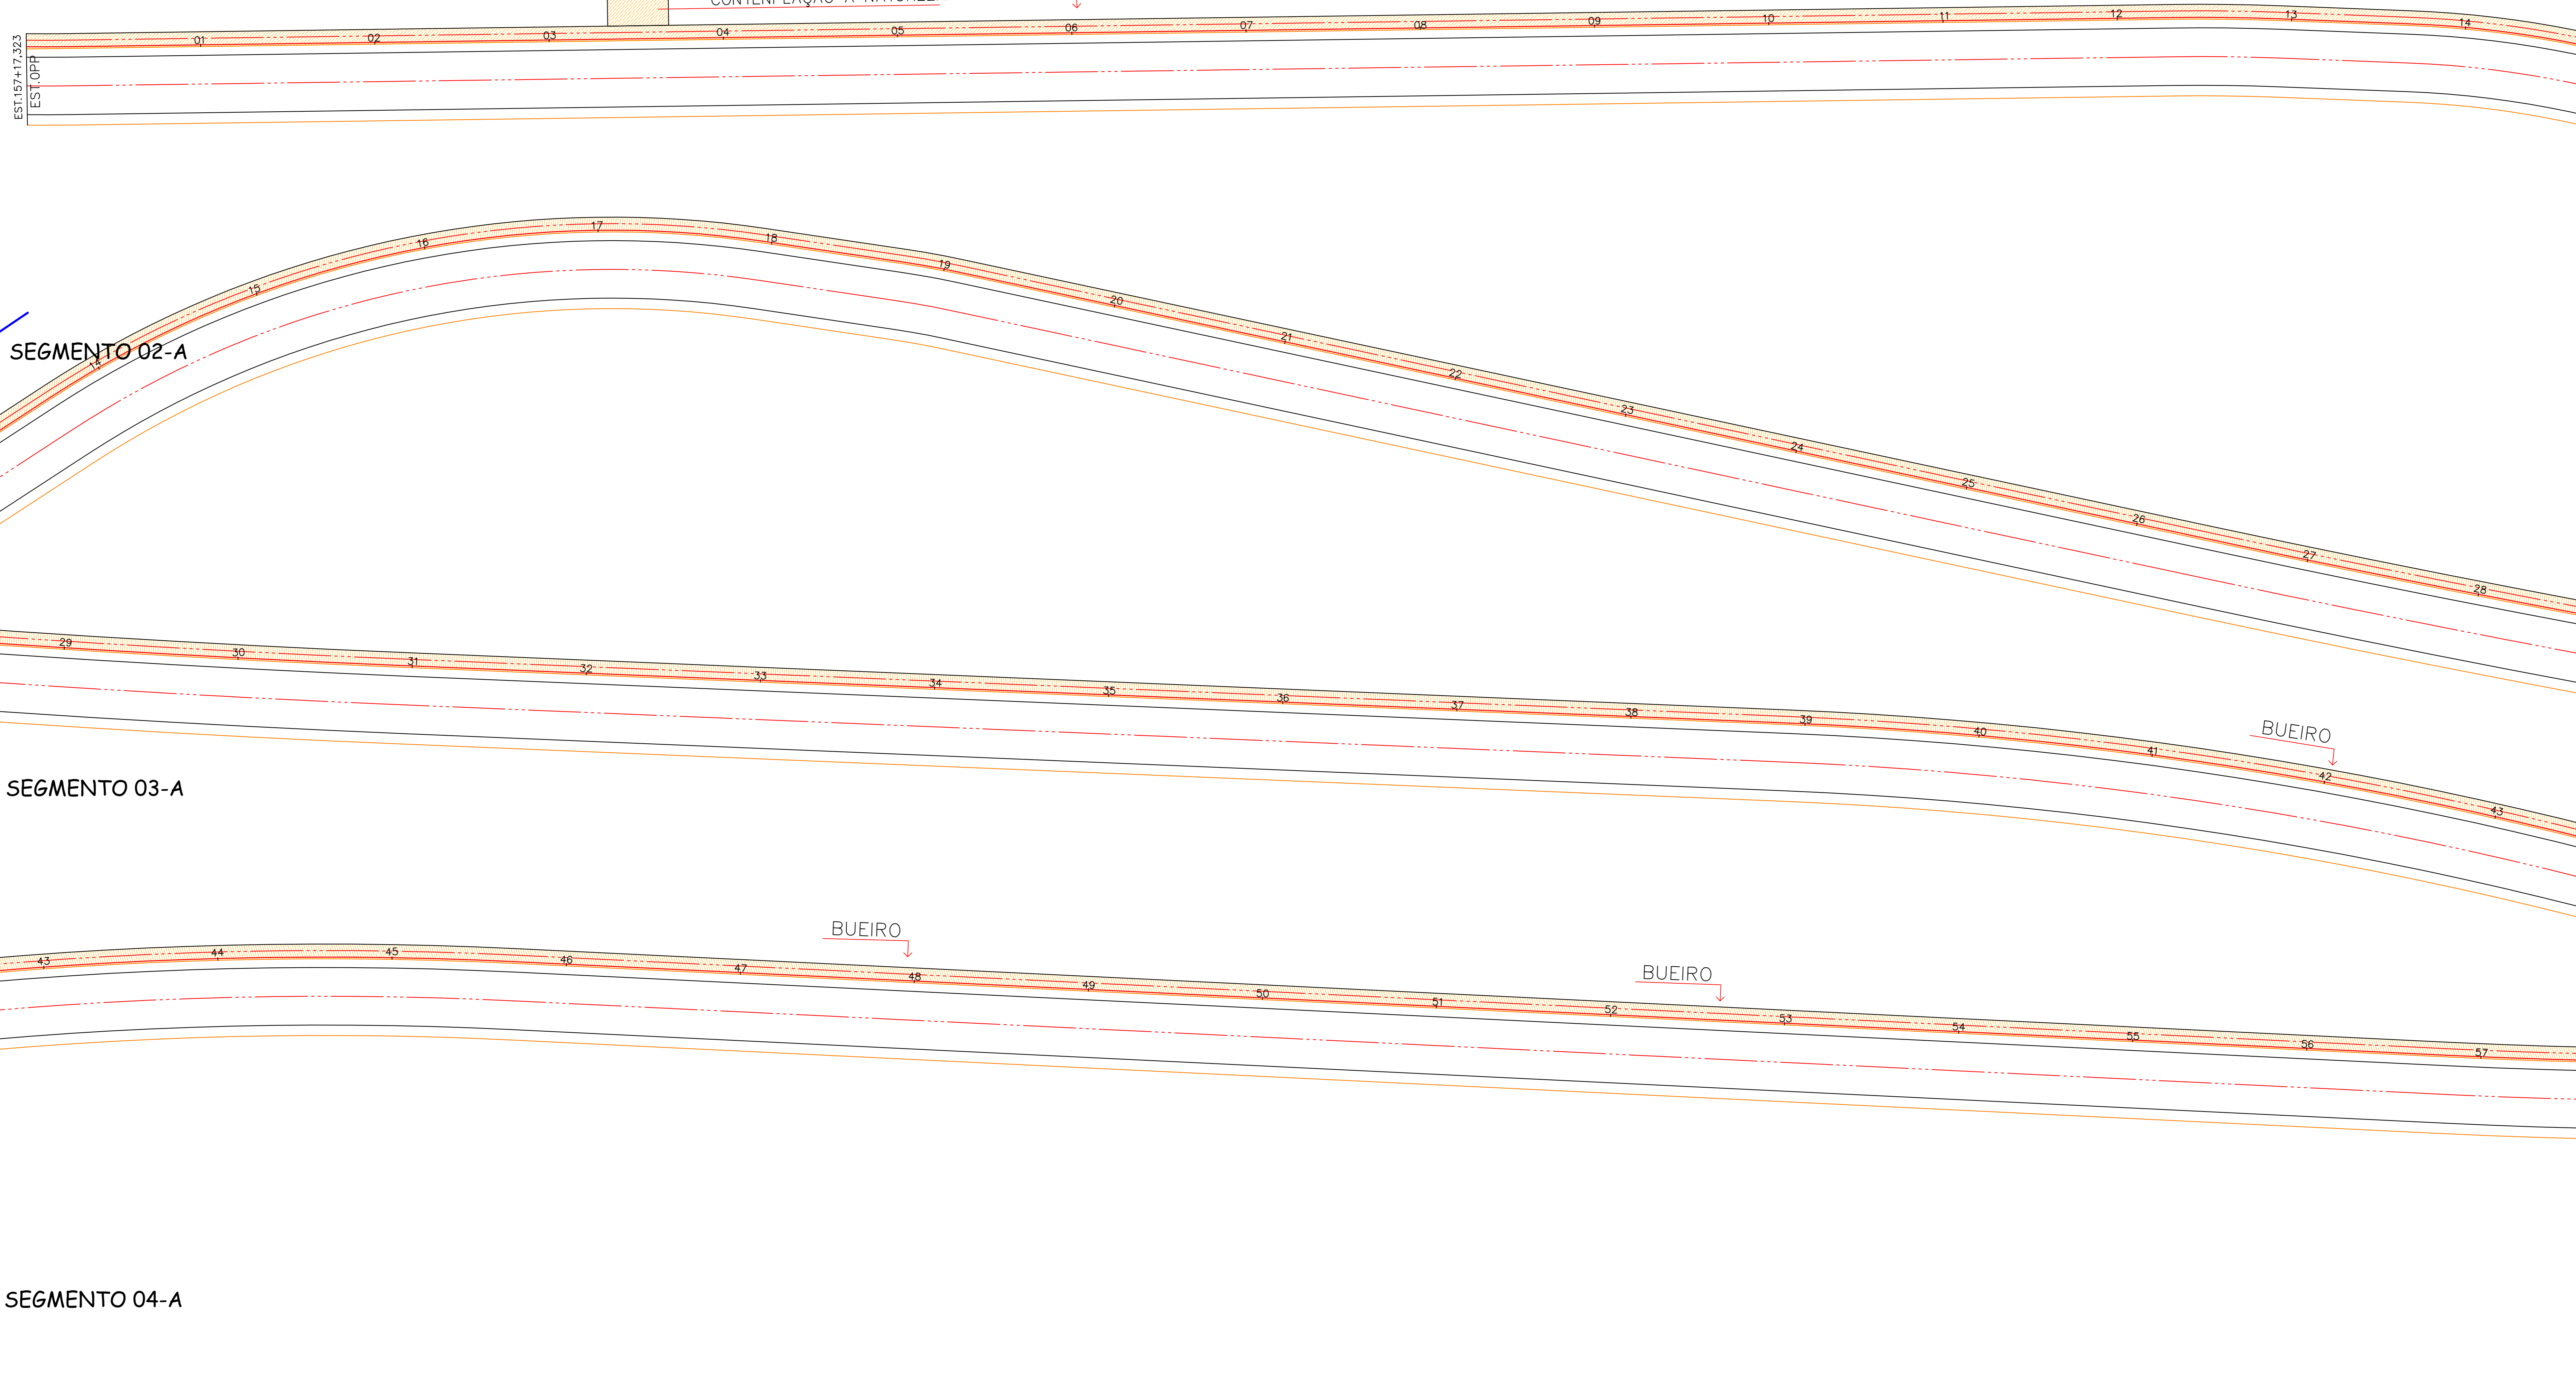 EST.157+17,323
EST.0PP
01 02 03 04 05 06 07 08 09 10 11 12 13 14
SEGMENTO 02-A
14 15 16 17 18 19 20 21 22 23 24 25 26 27 28
29 30 31 32 33 34 35 36 37 38 39 40 41 42 43
BUEIRO
SEGMENTO 03-A
BUEIRO
BUEIRO
43 44 45 46 47 48 49 50 51 52 53 54 55 56 57
SEGMENTO 04-A